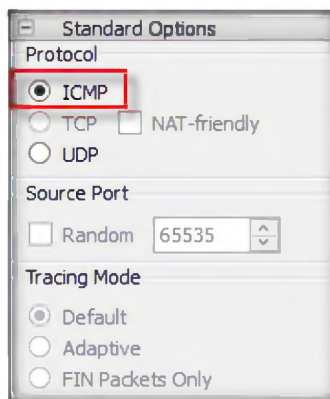 Standard Options
Protocol
ICMP
TCP NAT-friendly
UDP
Source Port
Random 65535
Tracing Mode
Default
Adaptive
FIN Packets Only